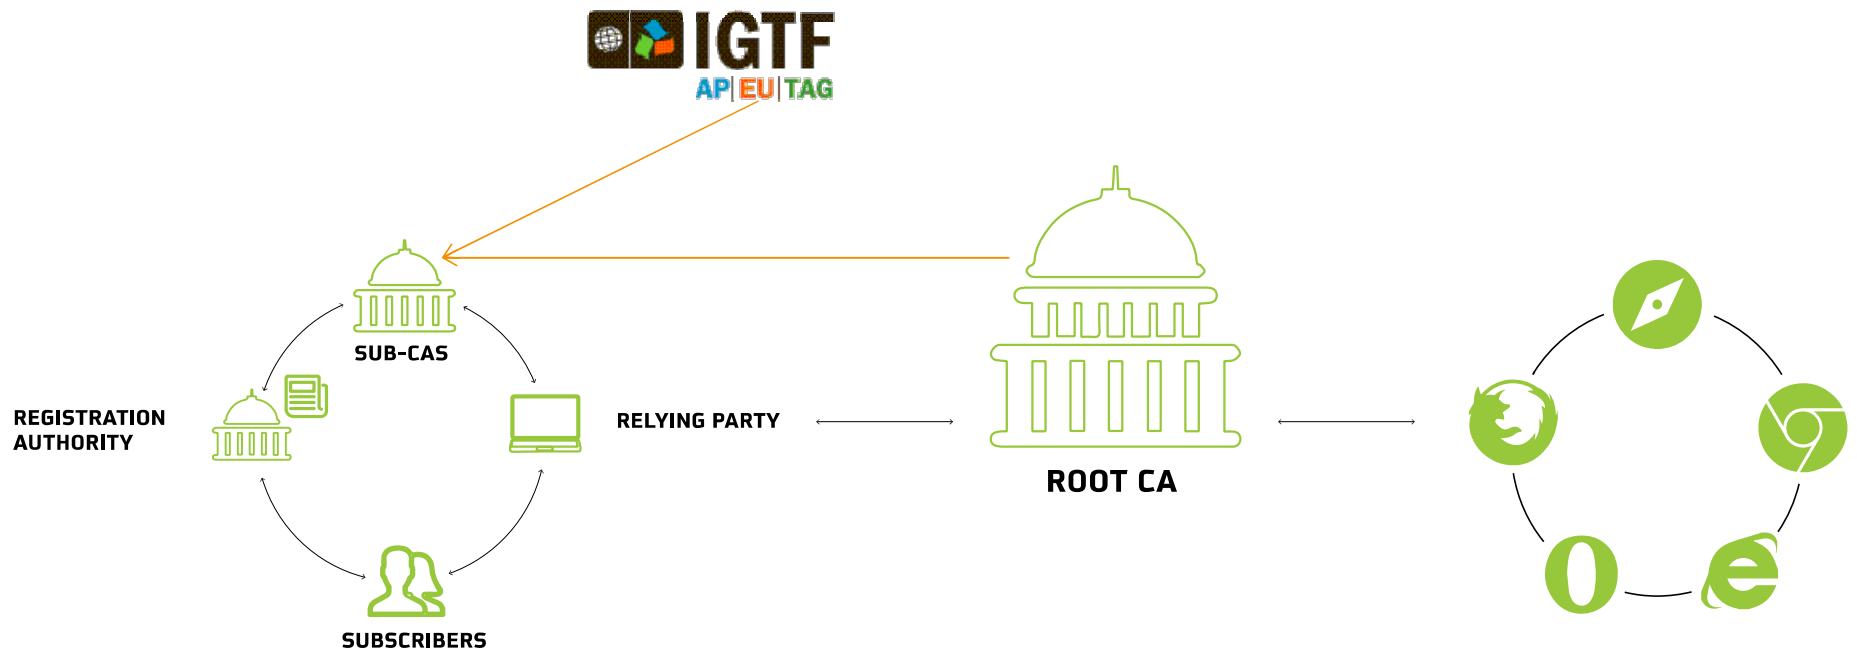 IGTF
AP|EU|TAG
SUB-CAS
REGISTRATION
AUTHORITY
RELYING PARTY
ROOT CA
SUBSCRIBERS